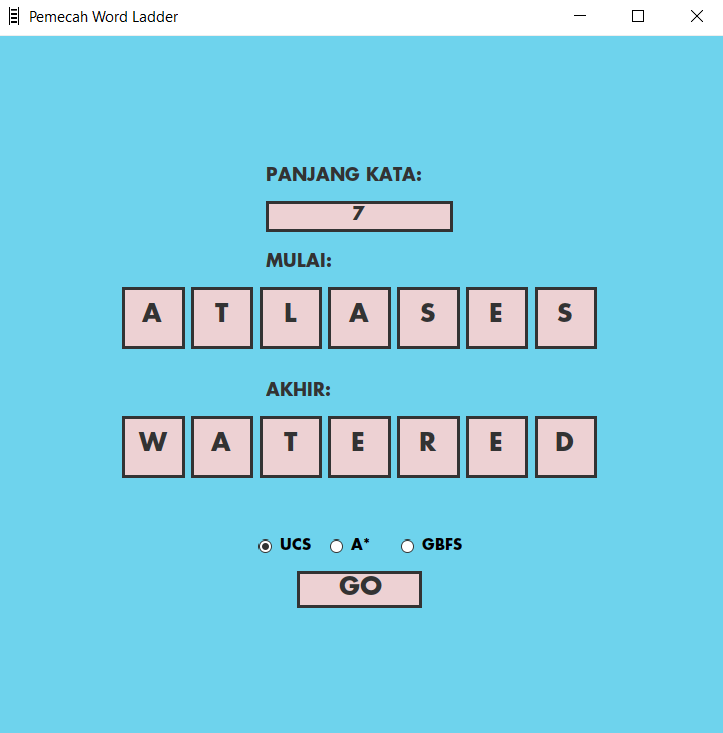 Pemecah Word Ladder
PANJANG KATA:
7
MULAI:
A T L A S E S
AKHIR:
W A T E R E D
UCS A* GBFS
GO